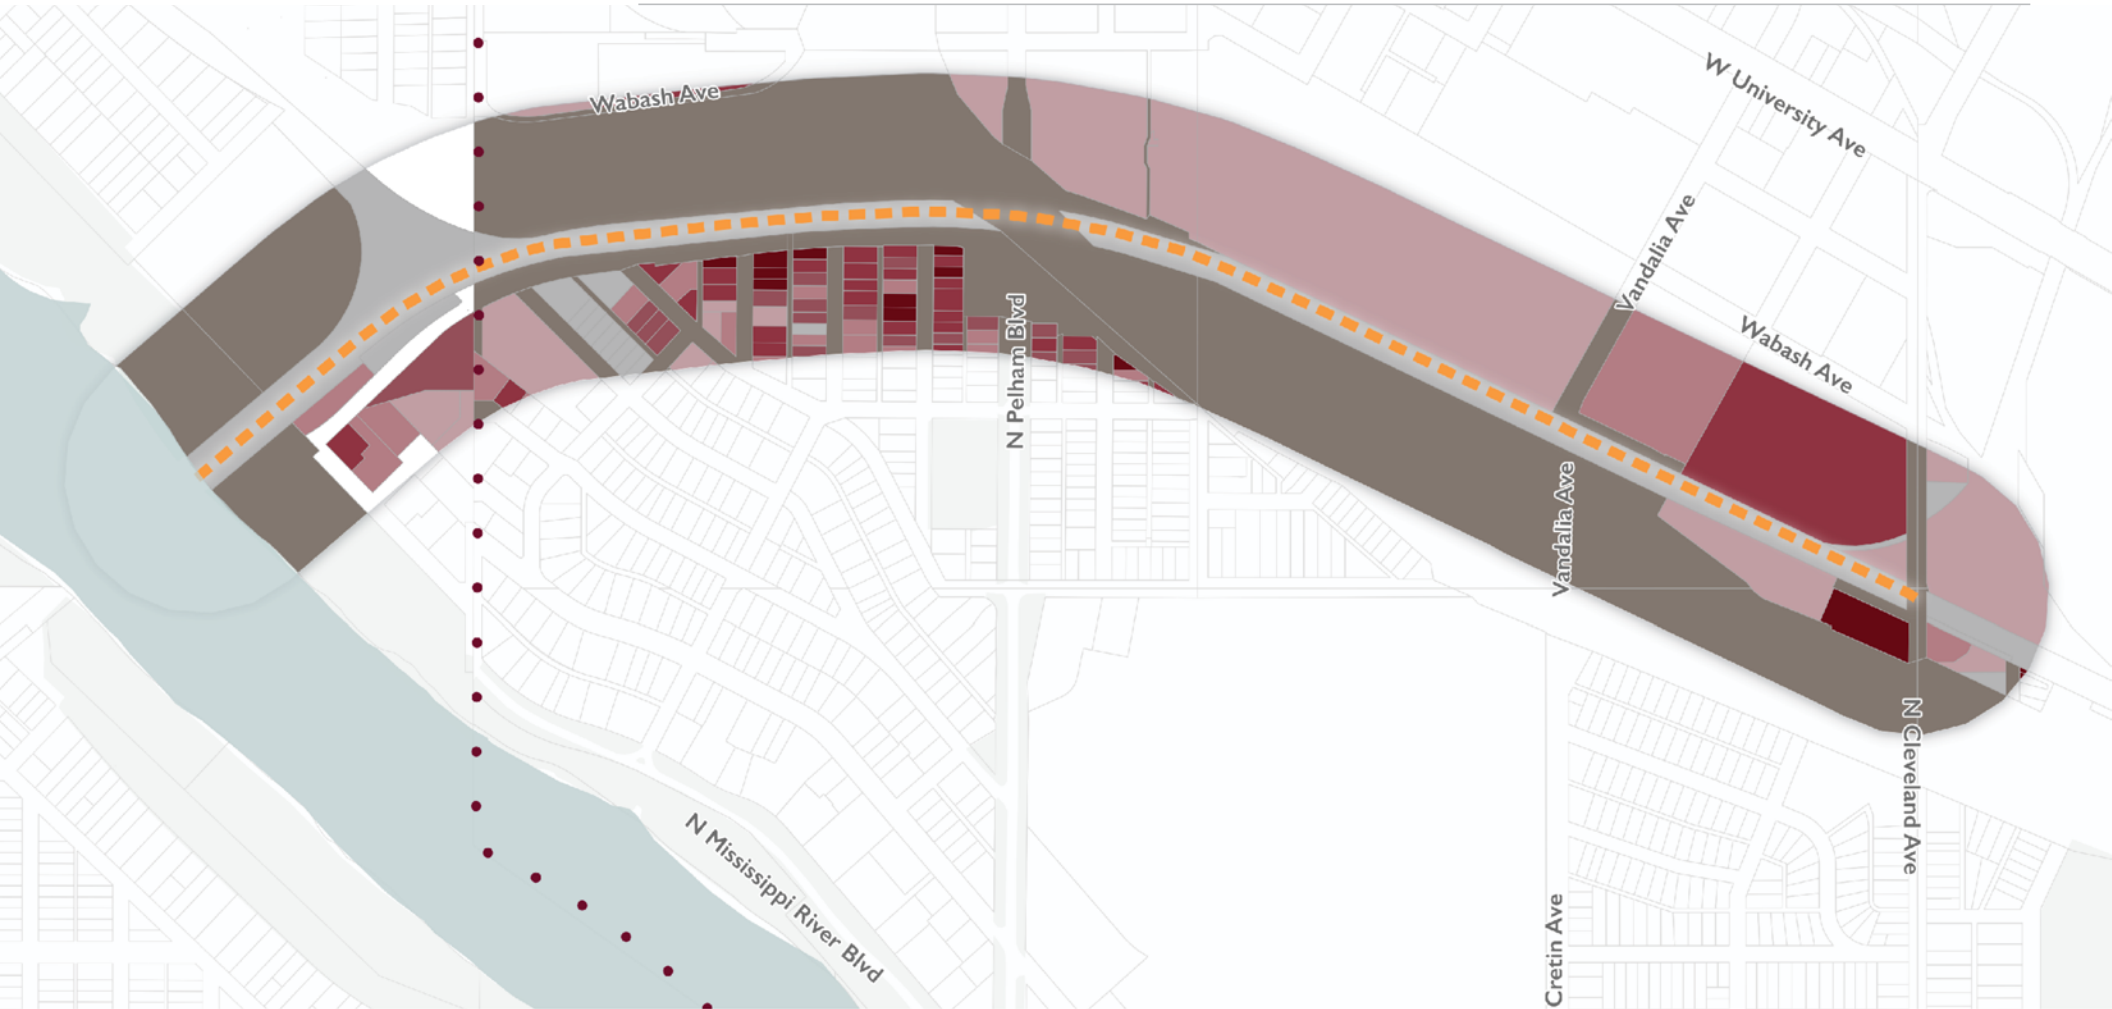 W University Ave
Wabash Ave
Vandalia Ave
N Pelham Blvd
Wabash Ave
Vandalia Ave
N Cleveland Ave
N Mississippi River Blvd
Cretin Ave